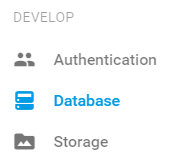 DEVELOP
Authentication
Database
Storage